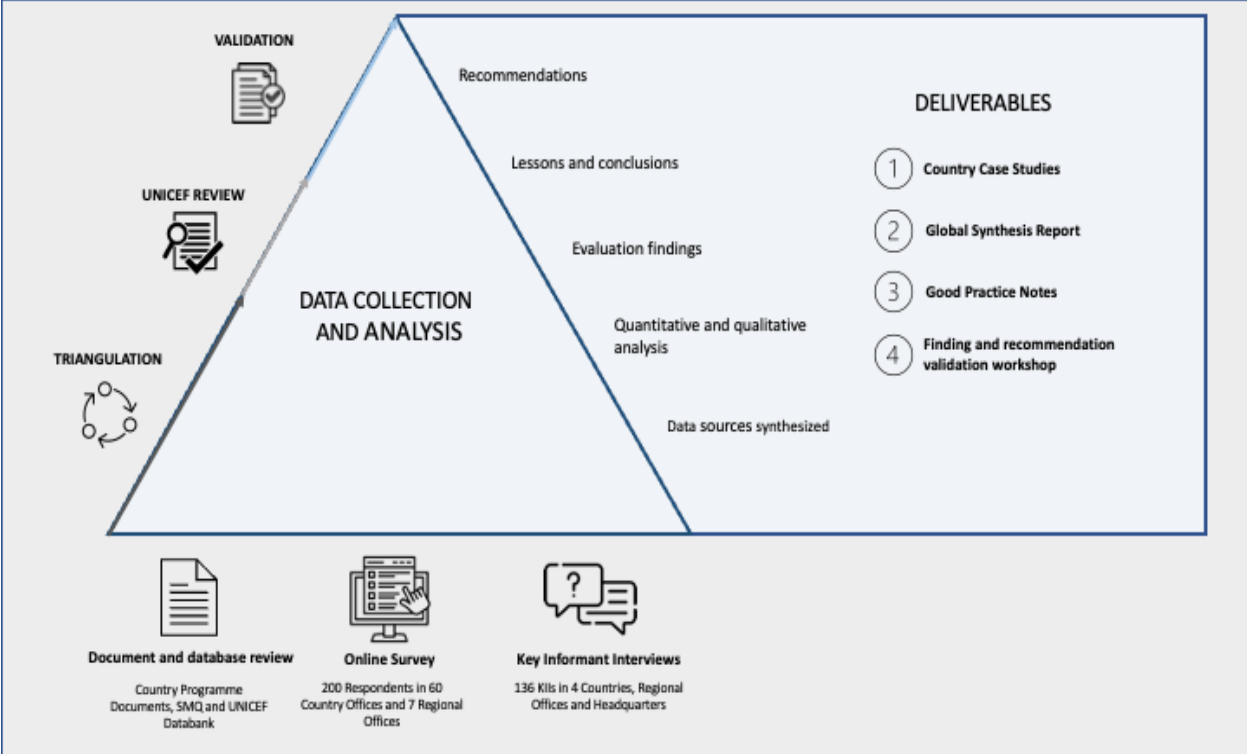 VALIDATION
UNICEF REVIEW
TRIANGULATION
DATA COLLECTION
AND ANALYSIS
Recommendations
Lessons and conclusions
Evaluation findings
Quantitative and qualitative
analysis
Data sources synthesized
DELIVERABLES
1 Country Case Studies
2 Global Synthesis Report
3 Good Practice Notes
4 Finding and recommendation
validation workshop
Document and database review
Country Programme
Documents, SMQ and UNICEF
Databank
Online Survey
200 Respondents in 60
Country Offices and 7 Regional
Offices
?
Key Informant Interviews
136 KIIs in 4 Countries, Regional
Offices and Headquarters